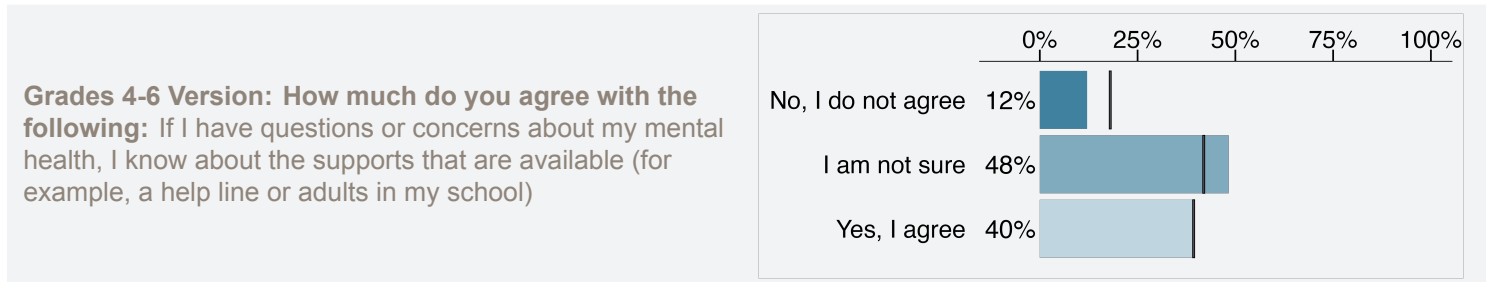 Grades 4-6 Version: How much do you agree with the
following: If I have questions or concerns about my mental
health, I know about the supports that are available (for
example, a help line or adults in my school)
0% 25% 50% 75% 100%
No, I do not agree 12%
I am not sure 48%
Yes, I agree 40%